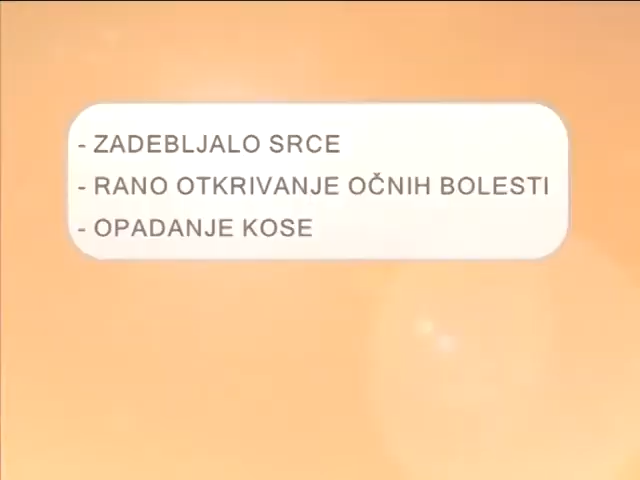 - ZADEBLJALO SRCE
- RANO OTKRIVANJE OČNIH BOLESTI
- OPADANJE KOSE